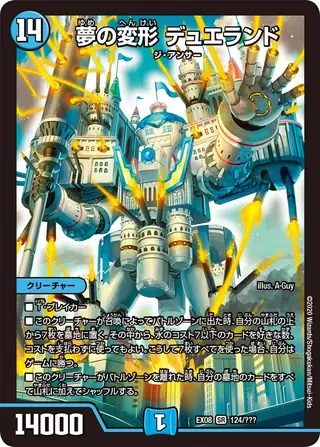 14
ゆめ へんけい
夢の変形 デュエランド
ジ・アンサー
illus. A-Guy
クリーチャー
■T・ブレイカー
■このクリーチャーが召喚によってバトルゾーンに出た時、自分の山札の上
から7枚を墓地に置く。その中から、水のコスト7以下のカードを好きな数、
コストを支払わずに使ってもよい。こうして7枚すべてを使った場合、自分は
ゲームに勝つ。
■このクリーチャーがバトルゾーンを離れた時、自分の墓地のカードをすべ
て山札に加えてシャッフルする。
14000
1
EX08 SR 124/???